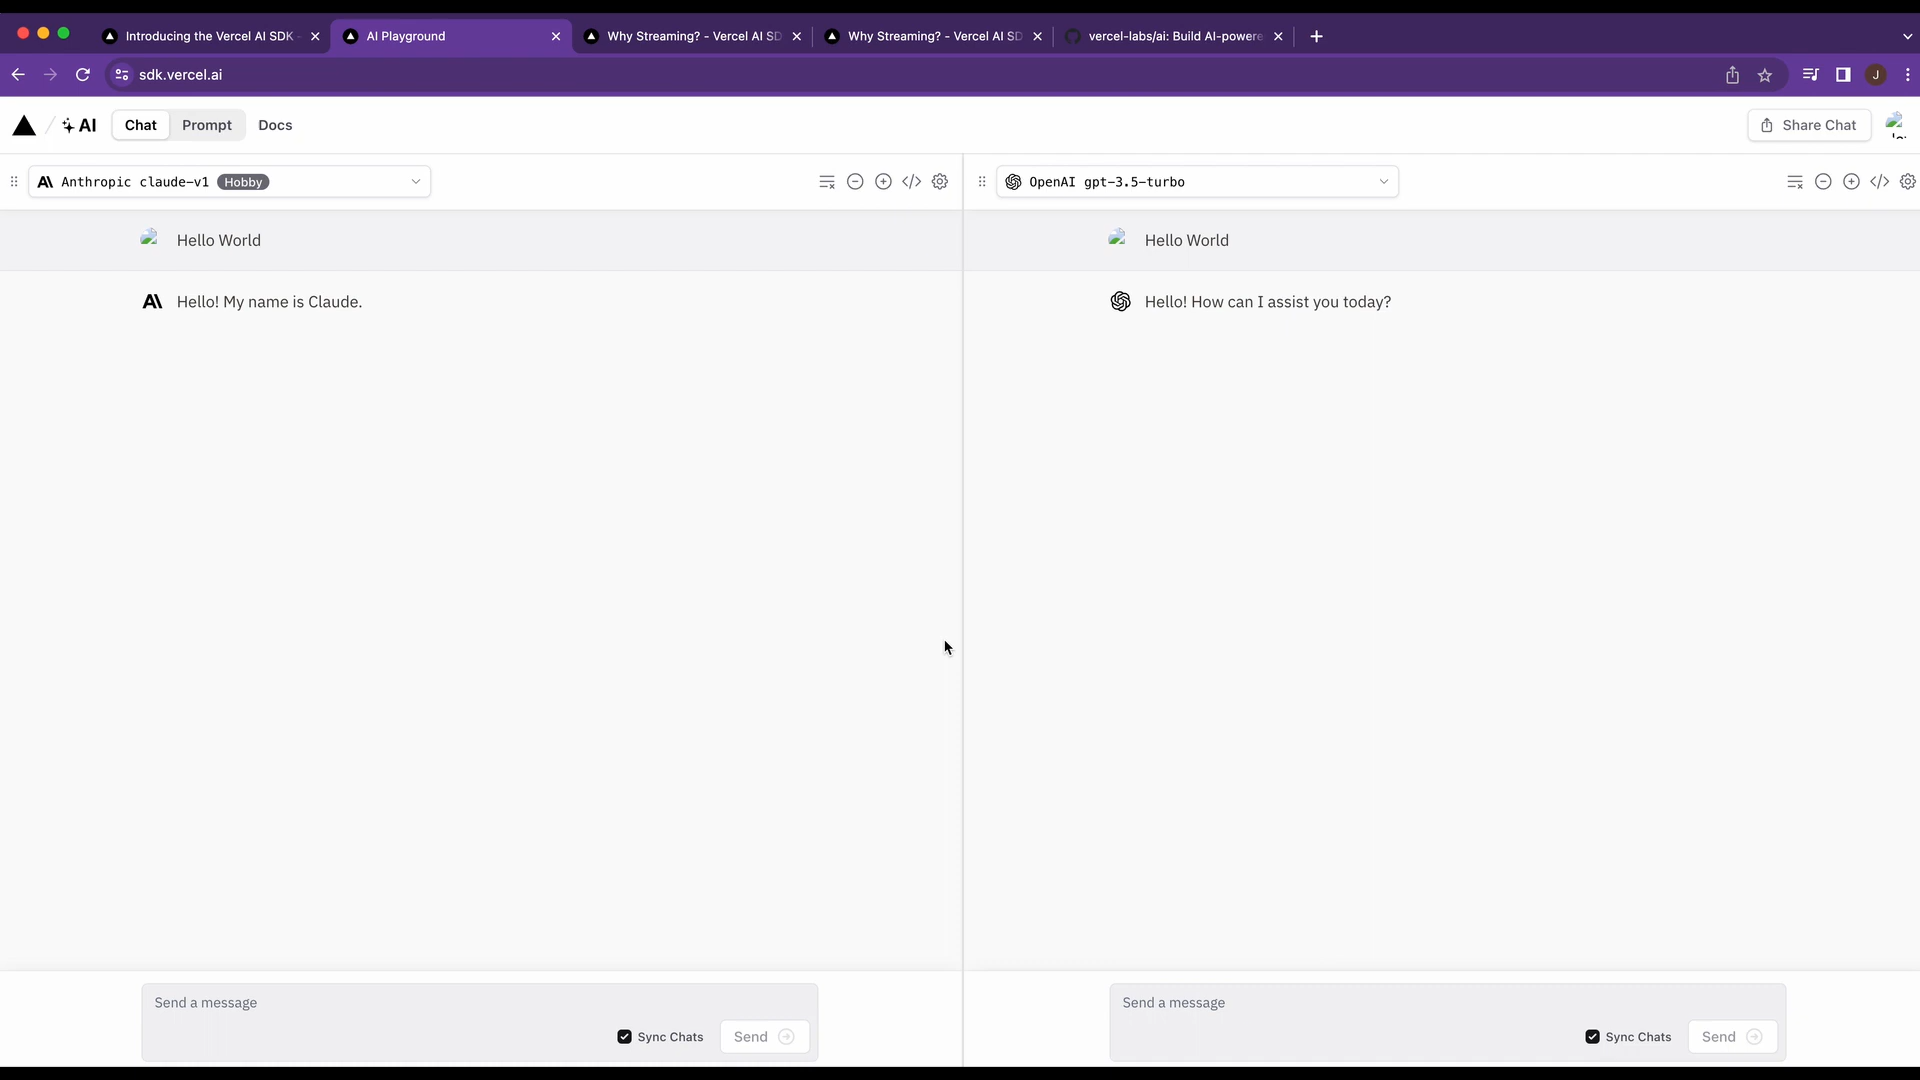 Introducing the Vercel AI SDK
AI Playground
Why Streaming? - Vercel AI SD
Why Streaming? - Vercel AI SD
vercel-labs/ai: Build AI-powere
sdk.vercel.ai
J
AI
Chat
Prompt
Docs
Share Chat
Anthropic claude-v1
Hobby
OpenAI gpt-3.5-turbo
Hello World
Hello! My name is Claude.
Hello World
Hello! How can I assist you today?
Send a message
Sync Chats
Send
Send a message
Sync Chats
Send